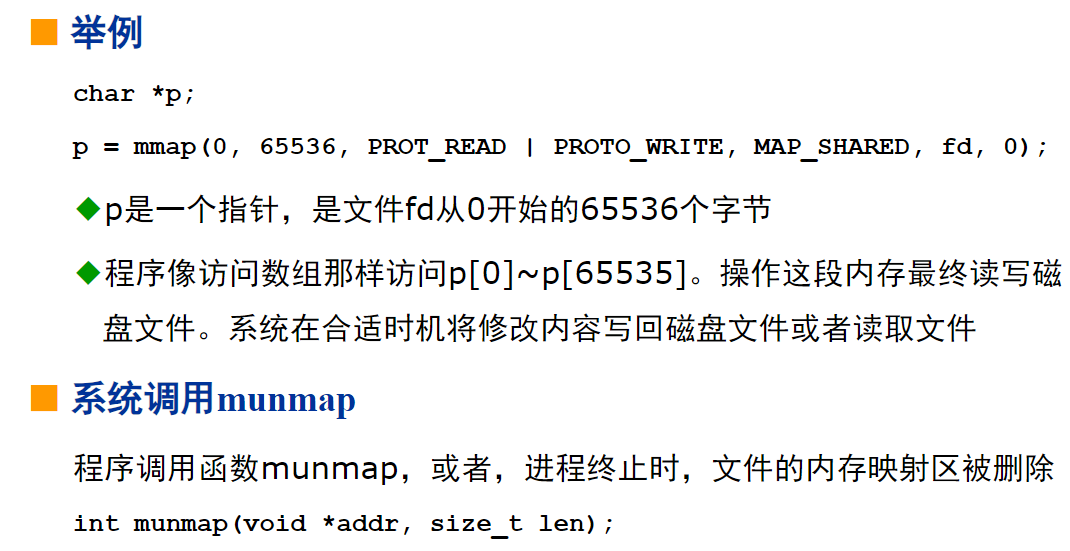 举例
char *p;
p = mmap(0, 65536, PROT_READ | PROTO_WRITE, MAP_SHARED, fd, 0);
p是一个指针，是文件fd从0开始的65536个字节
程序像访问数组那样访问p[0]~p[65535]。操作这段内存最终读写磁
盘文件。系统在合适时机将修改内容写回磁盘文件或者读取文件
系统调用munmap
程序调用函数munmap，或者，进程终止时，文件的内存映射区被删除
int munmap(void *addr, size_t len);